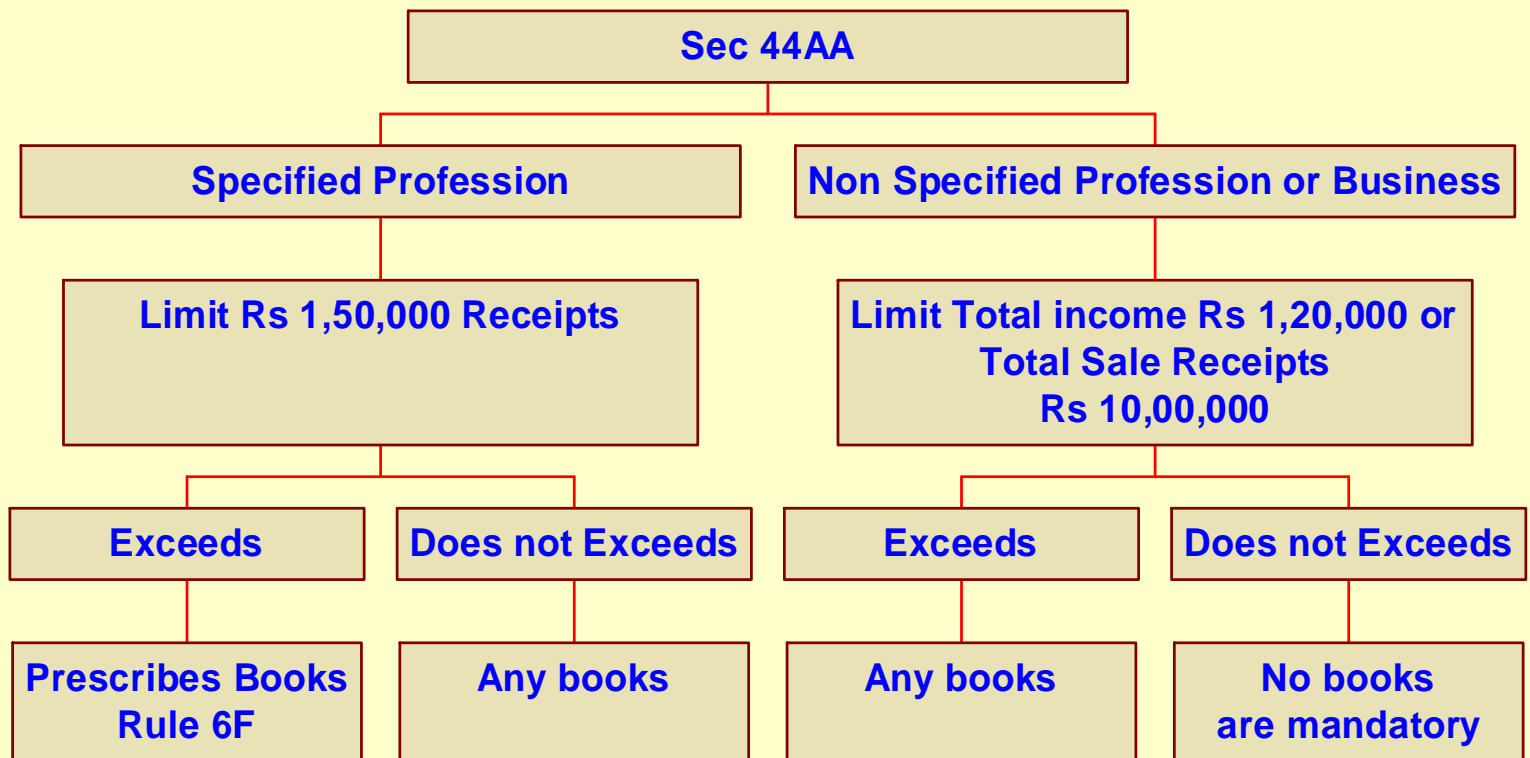 Sec 44AA
Specified Profession
Non Specified Profession or Business
Limit Rs 1,50,000 Receipts
Limit Total income Rs 1,20,000 or
Total Sale Receipts
Rs 10,00,000
Exceeds
Does not Exceeds
Exceeds
Does not Exceeds
Prescribes Books
Rule 6F
Any books
Any books
No books
are mandatory